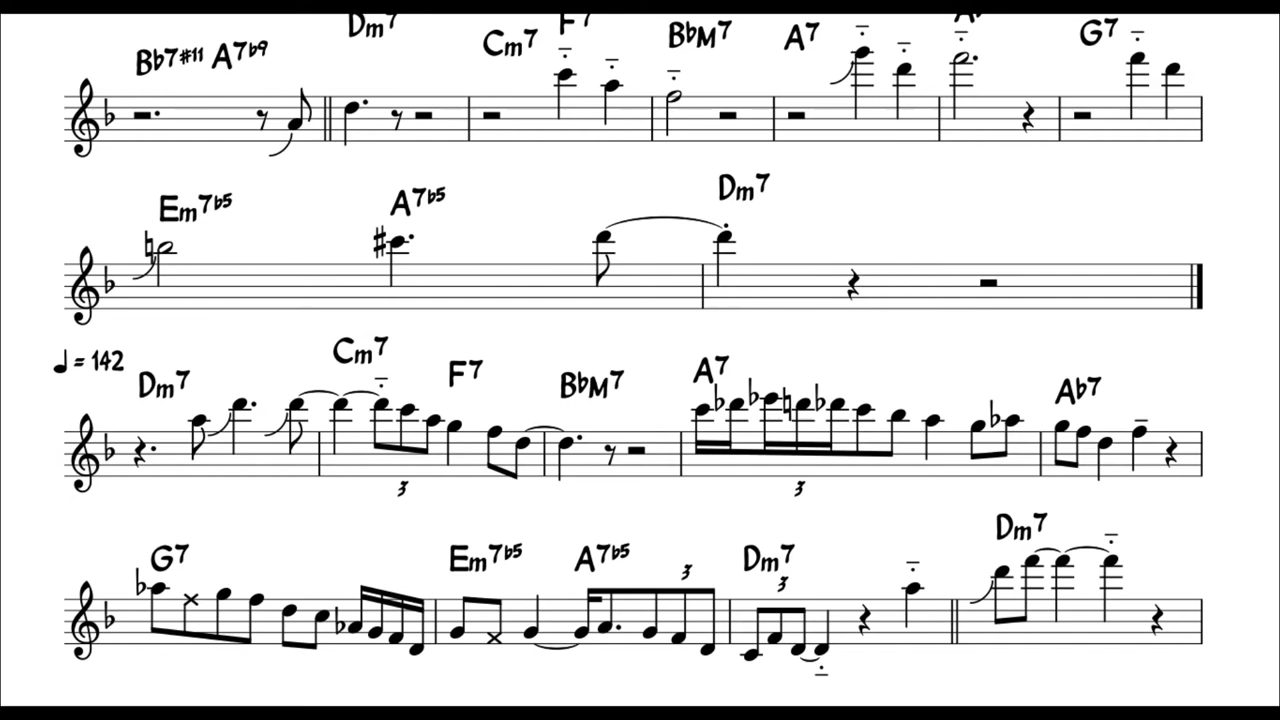 Bb7#11 A7b9 Dm7 Cm7 F7 BbM7 A7 G7
Em7b5 A7b5 Dm7
♩ = 142
Dm7 Cm7 F7 BbM7 A7 Ab7
3 3
G7 Em7b5 A7b5 3 Dm7 3 Dm7